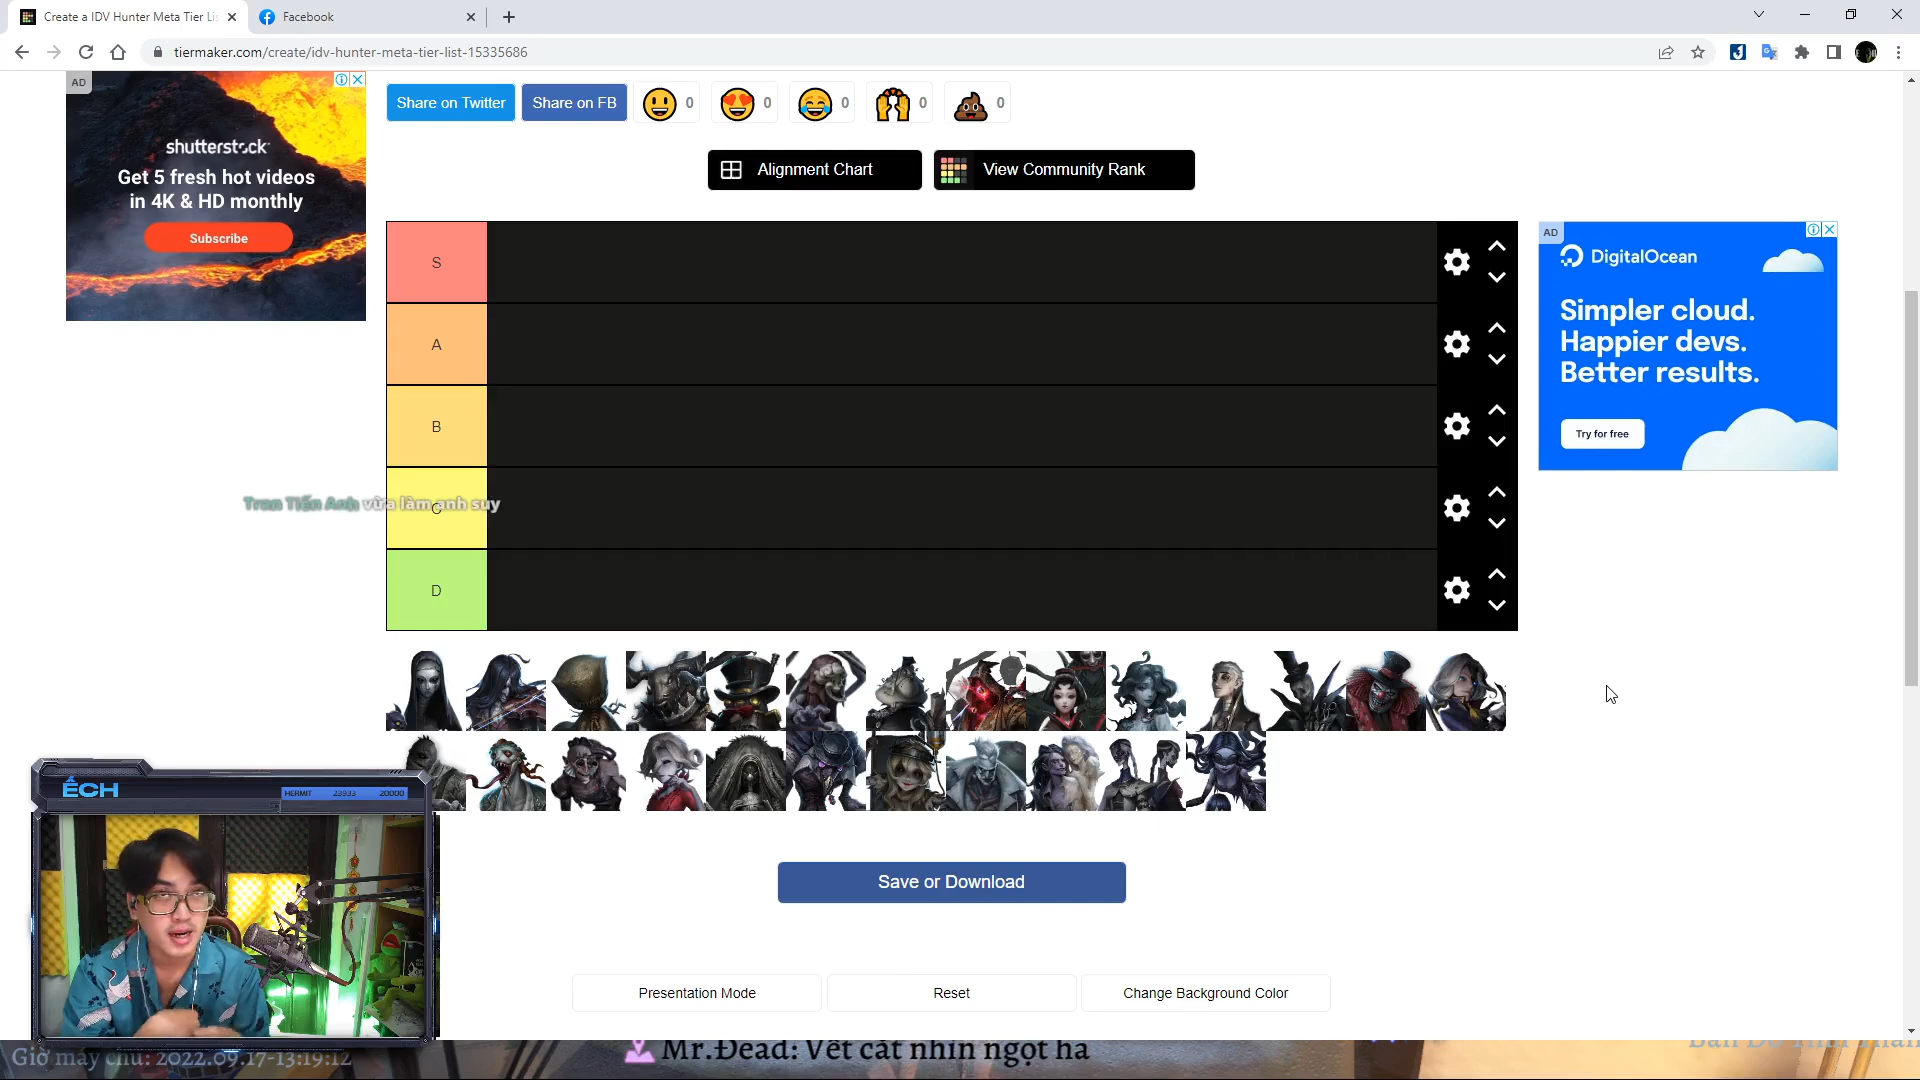 Create a IDV Hunter Meta Tier Li
Facebook
tiermaker.com/create/idv-hunter-meta-tier-list-15335686
AD
shutterstock
Get 5 fresh hot videos
in 4K & HD monthly
Subscribe
Share on Twitter
Share on FB
0
0
0
0
0
Alignment Chart
View Community Rank
S
A
B
C
D
AD
DigitalOcean
Simpler cloud.
Happier devs.
Better results.
Try for free
Tran Tiến Anh vừa làm anh suy
ẾCH
HERMIT 23933 20000
Save or Download
Presentation Mode
Reset
Change Background Color
Giờ máy chủ: 2022.09.17-13:19:12
Mr.Dead: Vết cắt nhìn ngọt ha